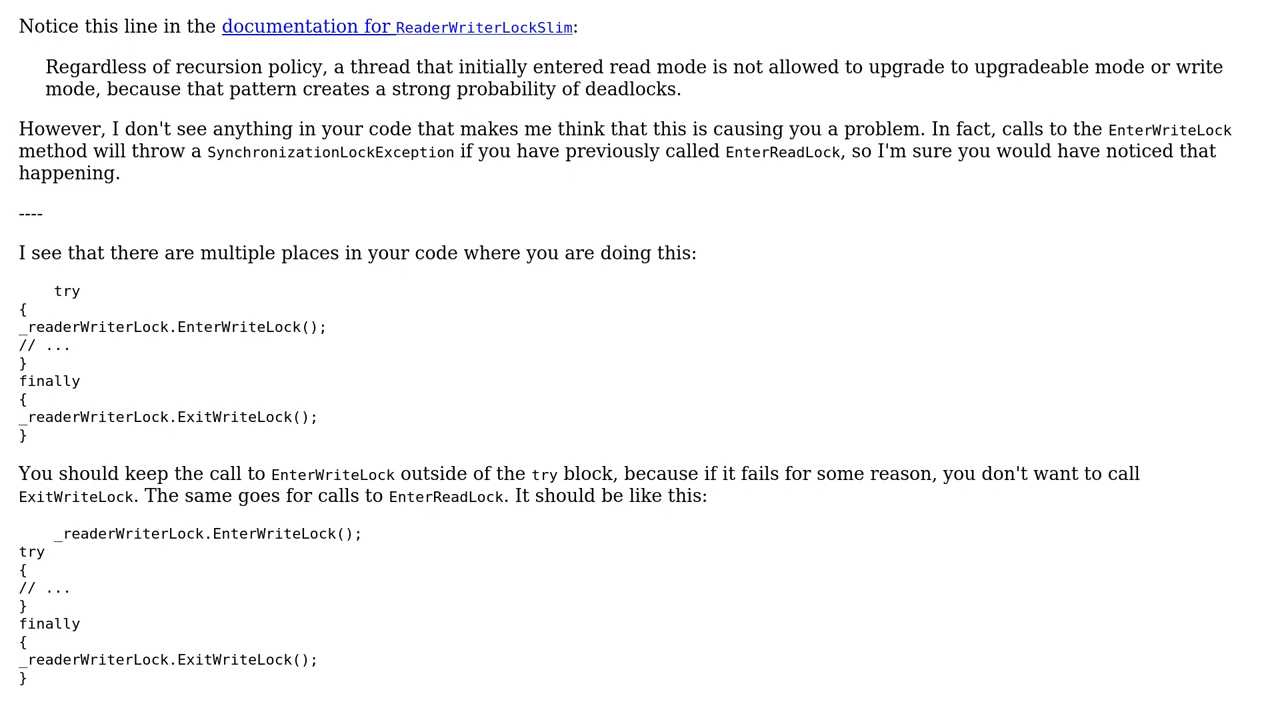 Notice this line in the documentation for ReaderWriterLockSlim:
Regardless of recursion policy, a thread that initially entered read mode is not allowed to upgrade to upgradeable mode or write
mode, because that pattern creates a strong probability of deadlocks.
However, I don't see anything in your code that makes me think that this is causing you a problem. In fact, calls to the EnterWriteLock
method will throw a SynchronizationLockException if you have previously called EnterReadLock, so I'm sure you would have noticed that
happening.
----
I see that there are multiple places in your code where you are doing this:
    try
{
_readerWriterLock.EnterWriteLock();
// ...
}
finally
{
_readerWriterLock.ExitWriteLock();
}
You should keep the call to EnterWriteLock outside of the try block, because if it fails for some reason, you don't want to call
ExitWriteLock. The same goes for calls to EnterReadLock. It should be like this:
    _readerWriterLock.EnterWriteLock();
try
{
// ...
}
finally
{
_readerWriterLock.ExitWriteLock();
}